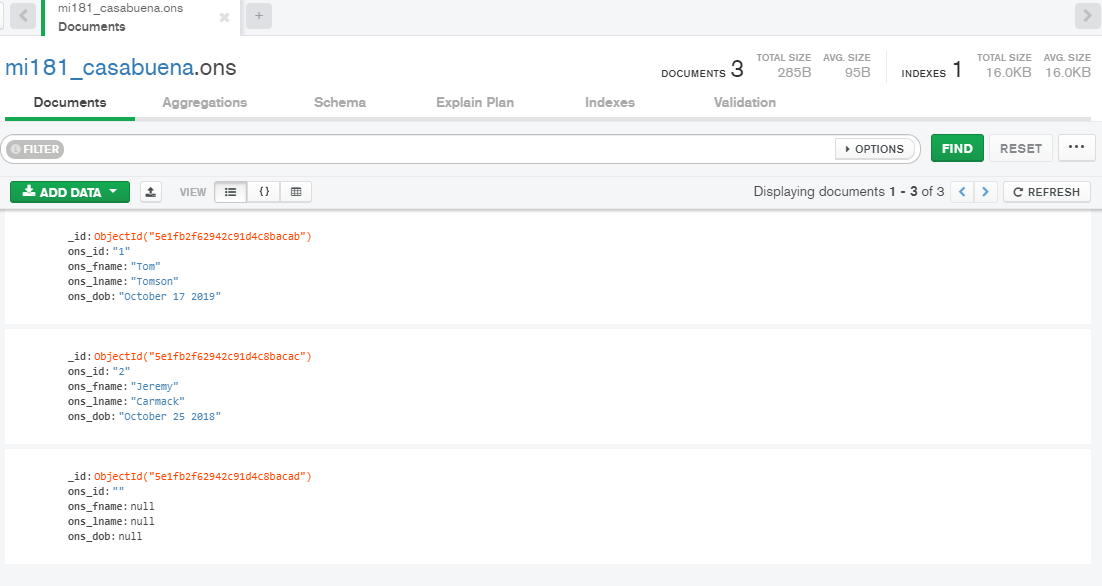 mi181_casabuena.ons
Documents
mi181_casabuena.ons
DOCUMENTS 3 TOTAL SIZE 285B AVG. SIZE 95B INDEXES 1 TOTAL SIZE 16.0KB AVG. SIZE 16.0KB
Documents Aggregations Schema Explain Plan Indexes Validation
FILTER OPTIONS FIND RESET ...
ADD DATA VIEW {} Displaying documents 1 - 3 of 3 < > REFRESH
_id:ObjectId("5e1fb2f62942c91d4c8bacab")
ons_id:"1"
ons_fname:"Tom"
ons_lname:"Tomson"
ons_dob:"October 17 2019"
_id:ObjectId("5e1fb2f62942c91d4c8bacac")
ons_id:"2"
ons_fname:"Jeremy"
ons_lname:"Carmack"
ons_dob:"October 25 2018"
_id:ObjectId("5e1fb2f62942c91d4c8bacad")
ons_id:""
ons_fname:null
ons_lname:null
ons_dob:null